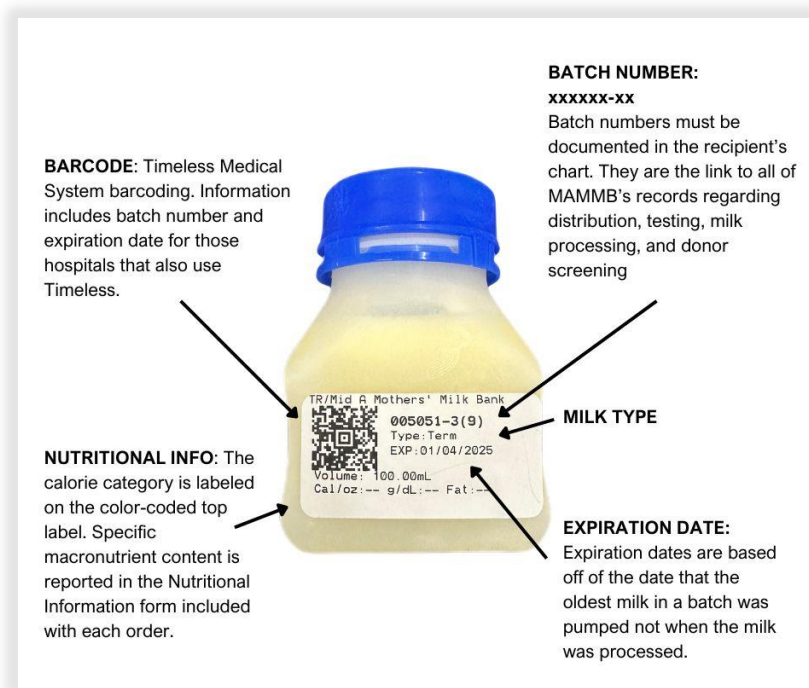 BATCH NUMBER:
xxxxxx-xx
Batch numbers must be
documented in the recipient's
chart. They are the link to all of
MAMMB's records regarding
distribution, testing, milk
processing, and donor
screening
BARCODE: Timeless Medical
System barcoding. Information
includes batch number and
expiration date for those
hospitals that also use
Timeless.
TR/Mid A Mothers' Milk Bank
005051-3(9)
Type:Term
EXP:01/04/2025
Volume: 100.00mL
Cal/oz:-- g/dL:-- Fat:--
MILK TYPE
NUTRITIONAL INFO: The
calorie category is labeled
on the color-coded top
label. Specific
macronutrient content is
reported in the Nutritional
Information form included
with each order.
EXPIRATION DATE:
Expiration dates are based
off of the date that the
oldest milk in a batch was
pumped not when the milk
was processed.